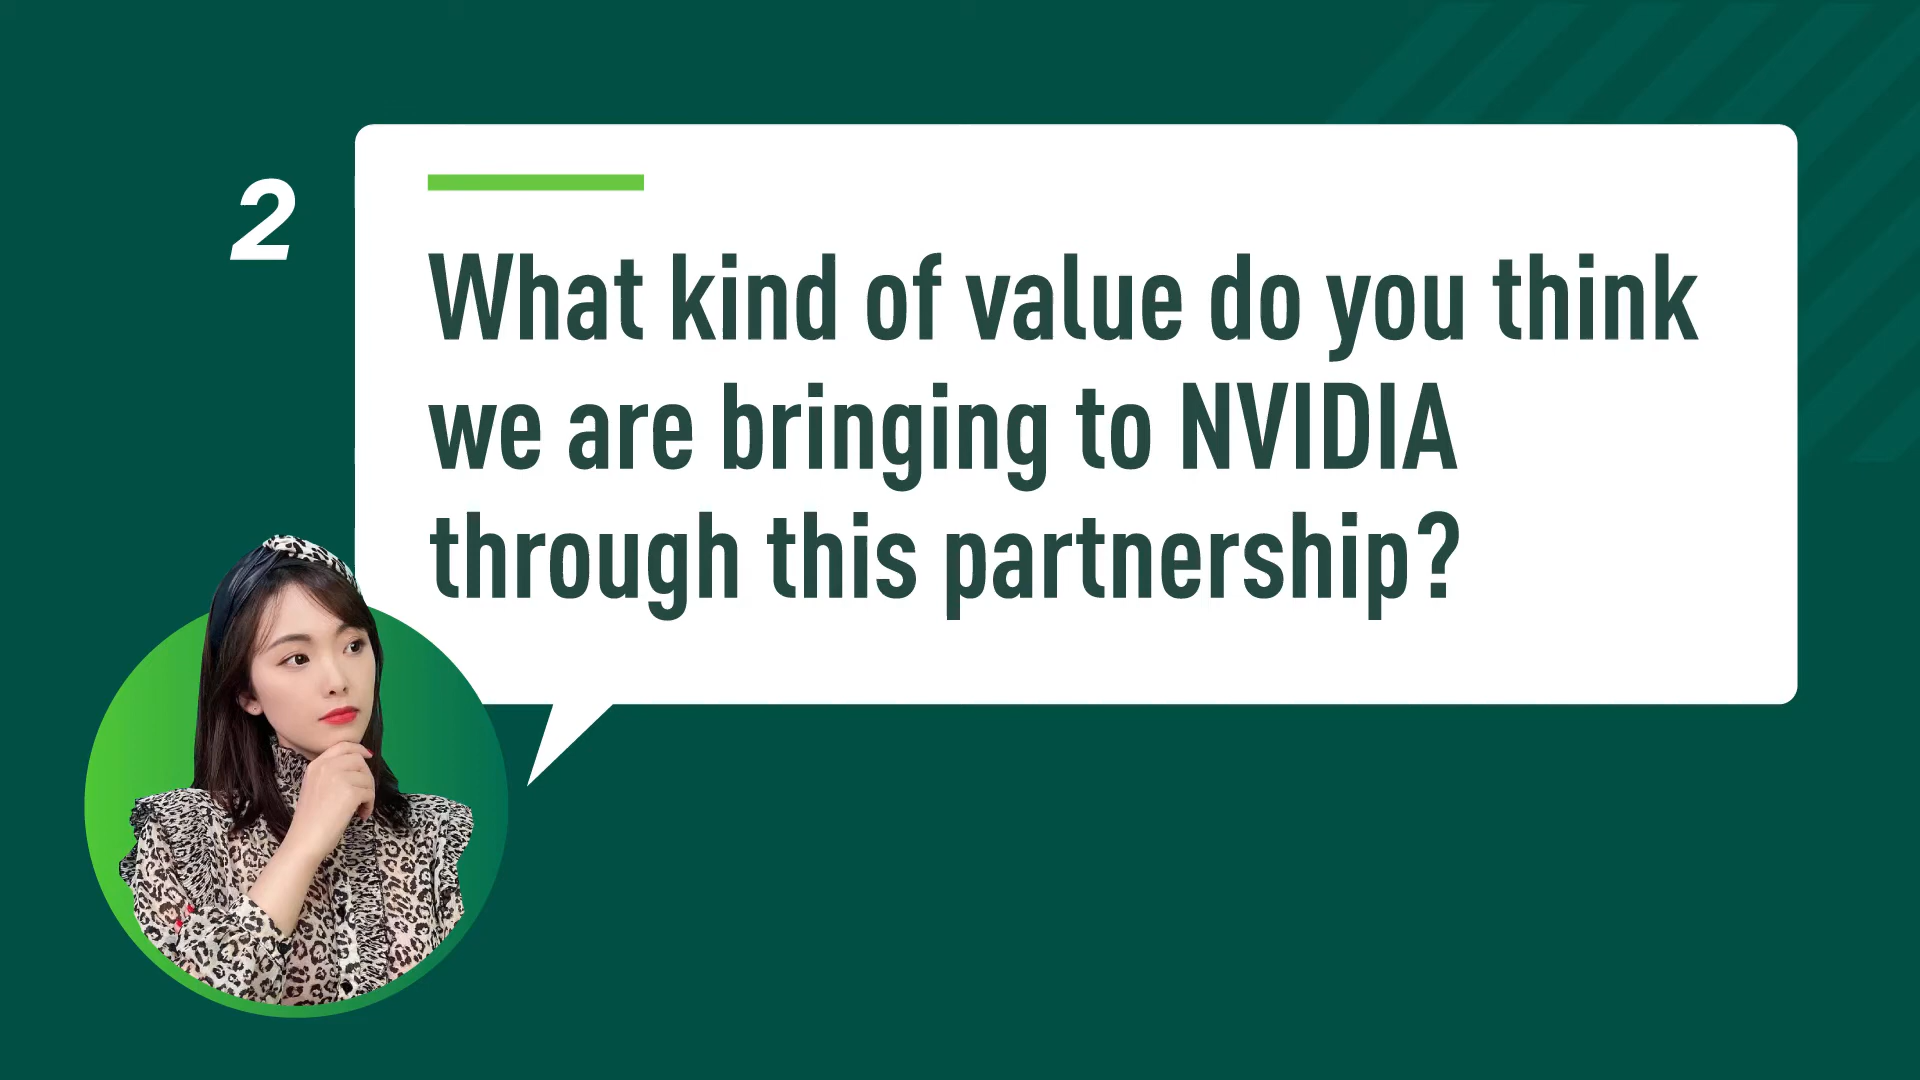 2
What kind of value do you think
we are bringing to NVIDIA
through this partnership?